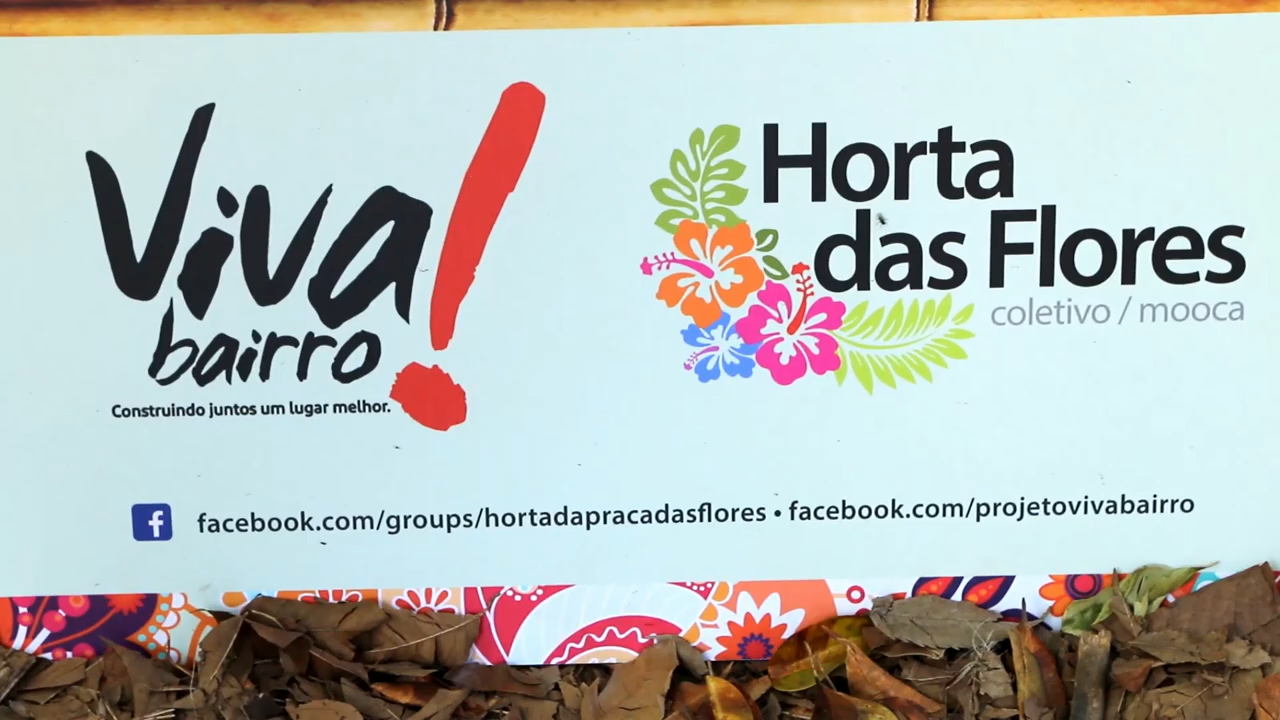 Viva!
bairro
Construindo juntos um lugar melhor.
Horta
das Flores
coletivo / mooca
f facebook.com/groups/hortadapracadasflores • facebook.com/projetovivabairro